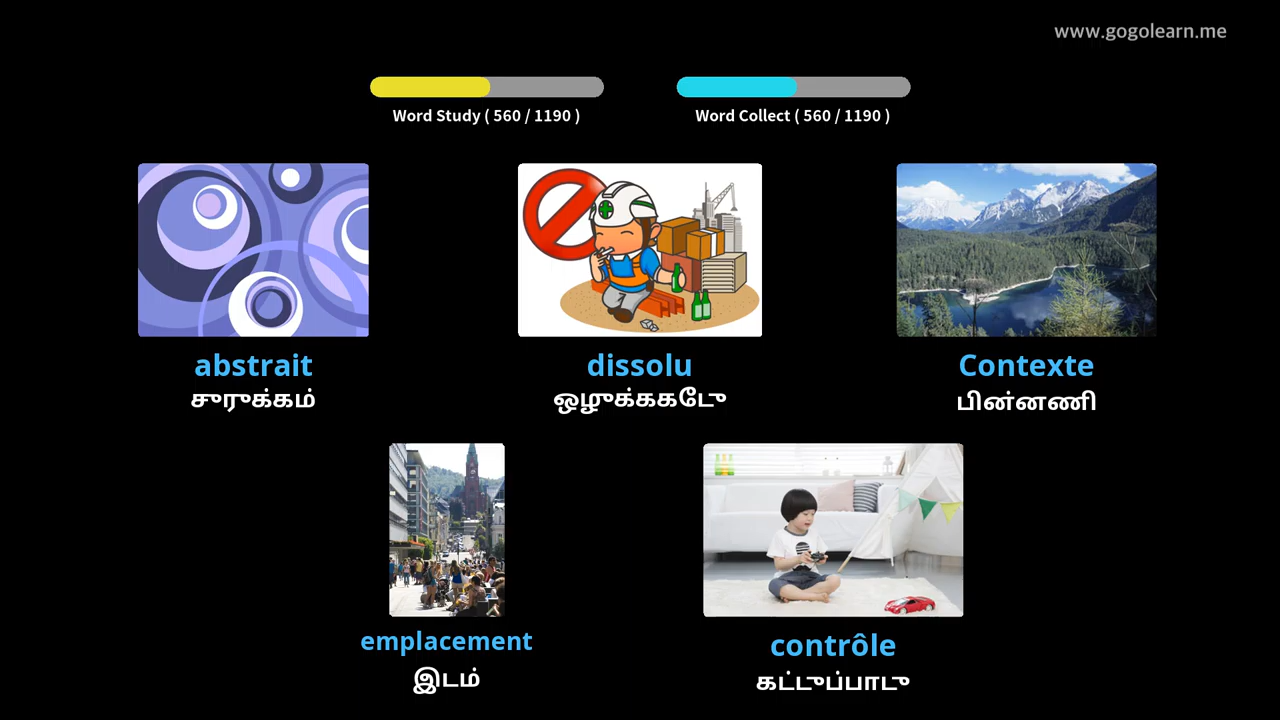 www.gogolearn.me
Word Study ( 560 / 1190 )
Word Collect ( 560 / 1190 )
abstrait
dissolu
Contexte
சுருக்கம்
ஒழுக்ககடேு
பின்னணி
emplacement
contrôle
இடம்
கட்டுப்பாடு